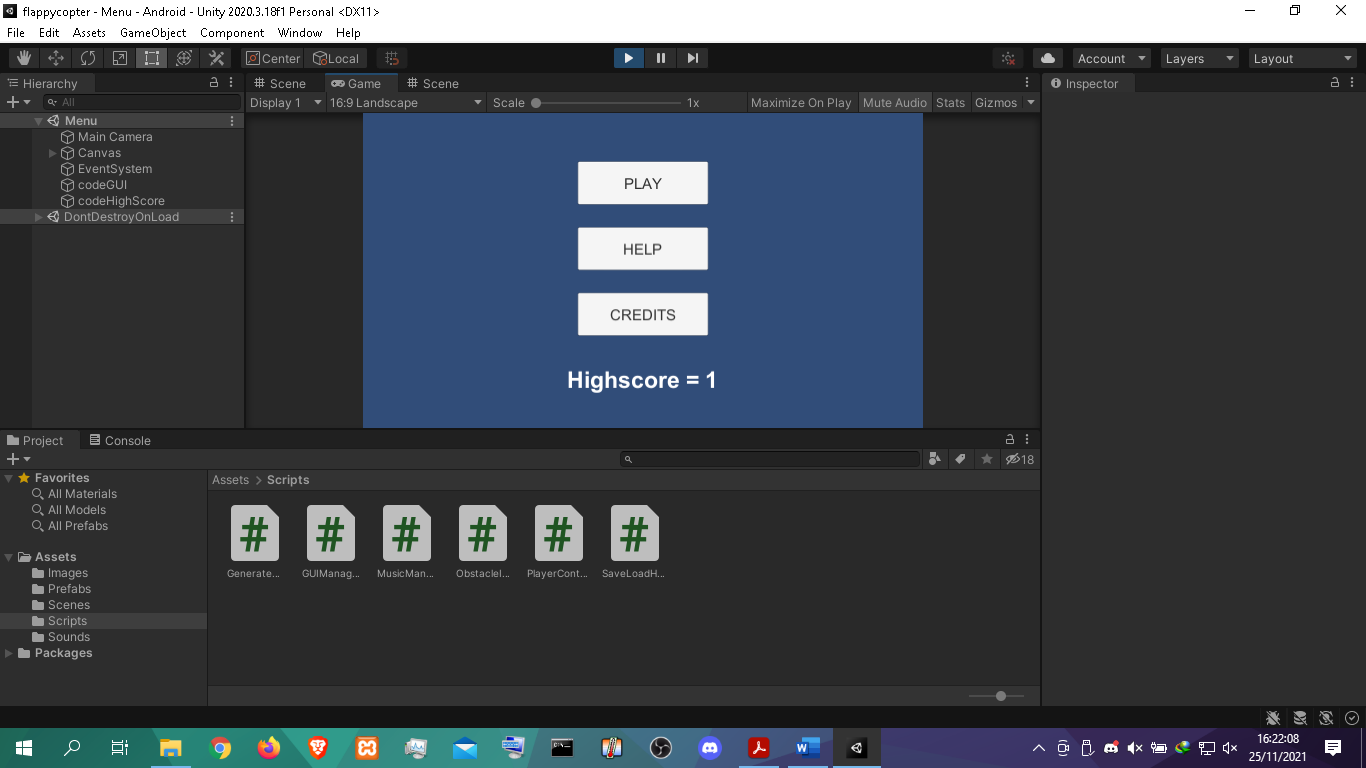 flappycopter - Menu - Android - Unity 2020.3.18f1 Personal <DX11>
File Edit Assets GameObject Component Window Help
Center Local Account Layers Layout
Hierarchy Scene Game Scene Inspector
All Display 1 16:9 Landscape Scale 1x Maximize On Play Mute Audio Stats Gizmos
Menu
Main Camera
Canvas
EventSystem
codeGUI
codeHighScore
DontDestroyOnLoad
PLAY
HELP
CREDITS
Highscore = 1
Project Console
18
Favorites
All Materials
All Models
All Prefabs
Assets
Images
Prefabs
Scenes
Scripts
Sounds
Packages
Assets > Scripts
# # # # # #
Generate... GUIManag... MusicMan... ObstacleI... PlayerCont... SaveLoadH...
16:22:08
25/11/2021